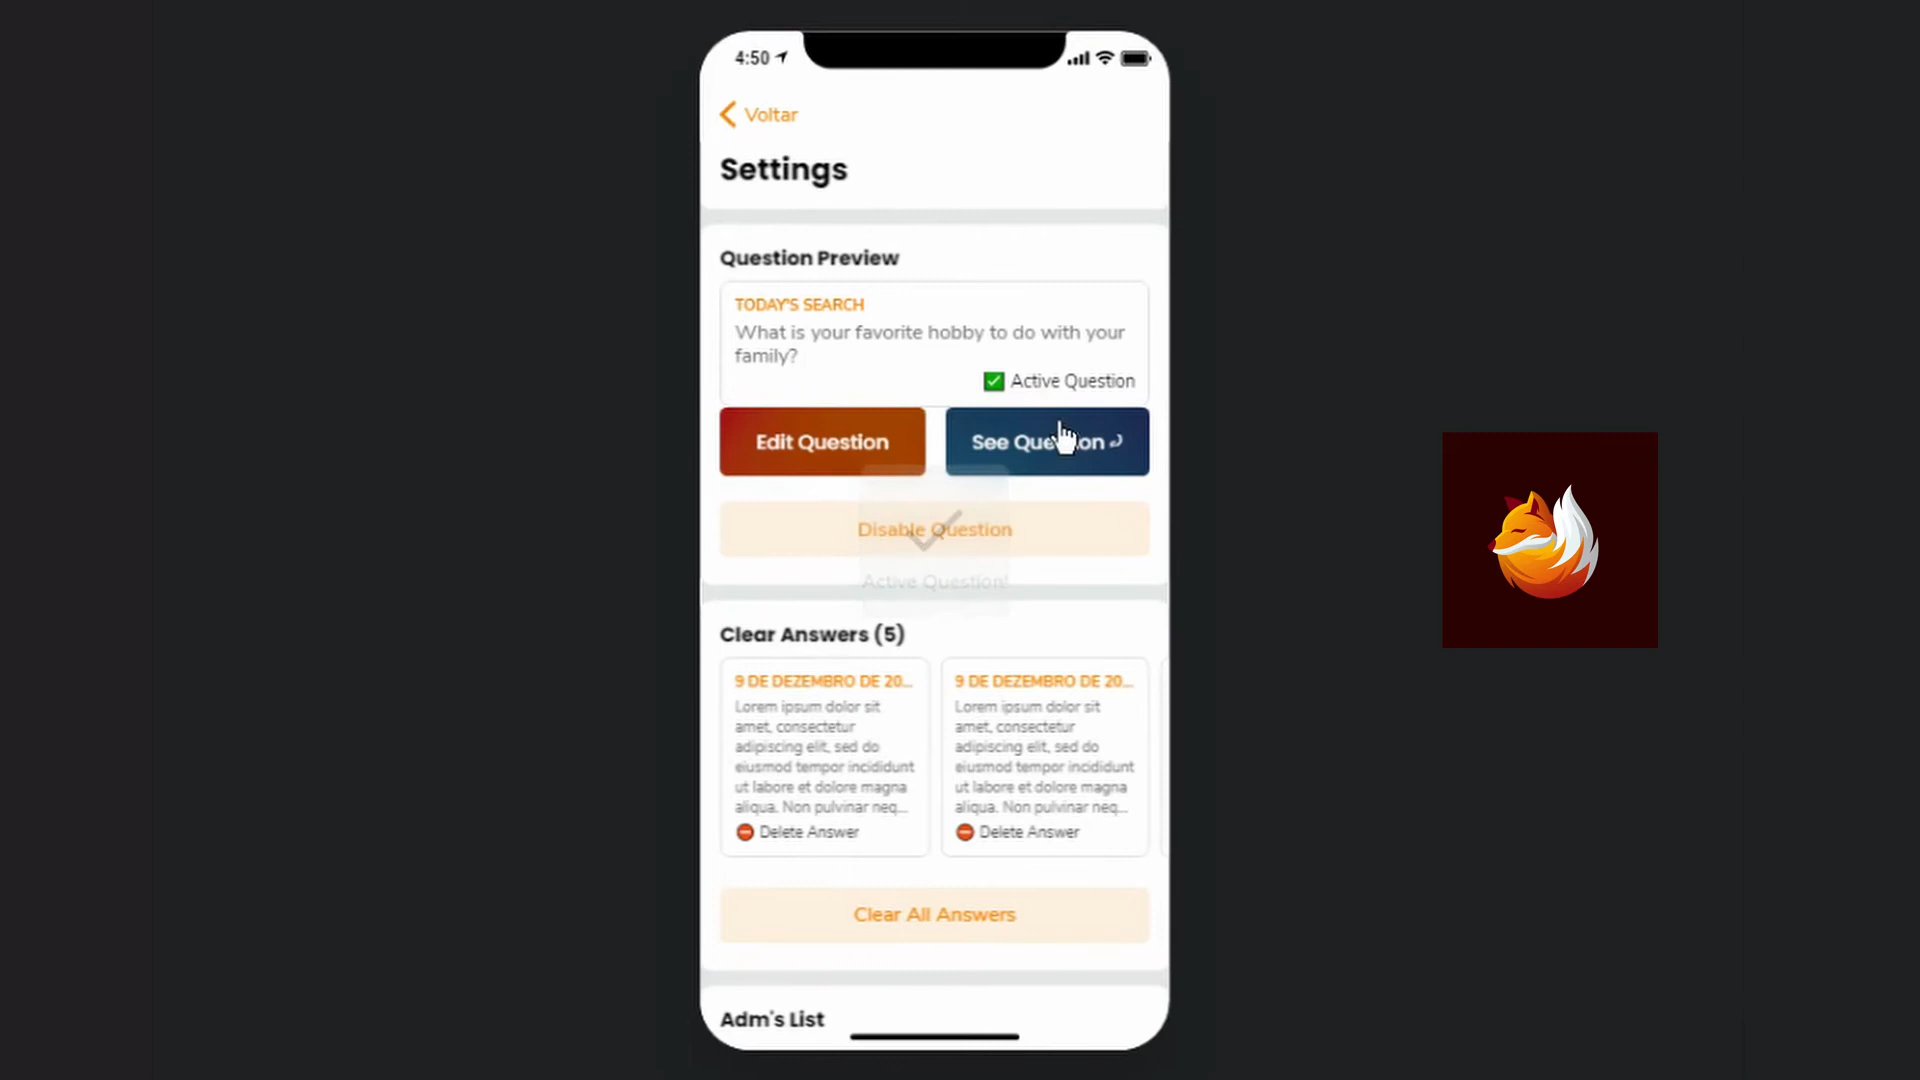 4:50
Voltar
Settings
Question Preview
TODAY'S SEARCH
What is your favorite hobby to do with your
family?
Active Question
Edit Question
See Question
Disable Question
Active Question!
Clear Answers (5)
9 DE DEZEMBRO DE 20...
Lorem ipsum dolor sit
amet, consectetur
adipiscing elit, sed do
eiusmod tempor incididunt
ut labore et dolore magna
aliqua. Non pulvinar neq...
Delete Answer
9 DE DEZEMBRO DE 20...
Lorem ipsum dolor sit
amet, consectetur
adipiscing elit, sed do
eiusmod tempor incididunt
ut labore et dolore magna
aliqua. Non pulvinar neq...
Delete Answer
Clear All Answers
Adm's List